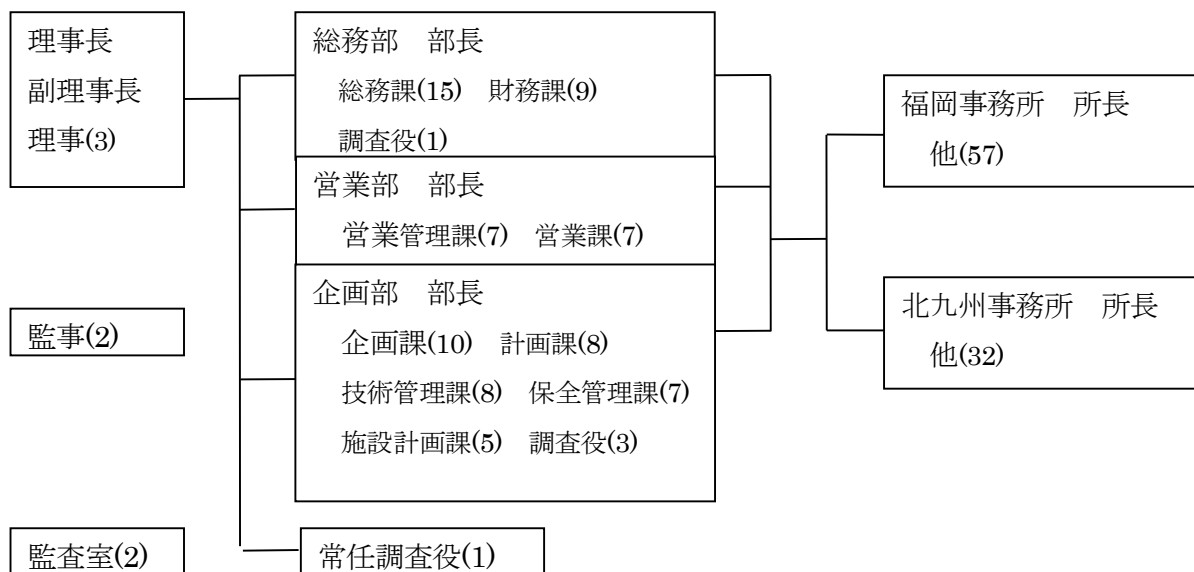 理事長
副理事長
理事(3)
監事(2)
監査室(2)
総務部　部長
総務課(15)　財務課(9)
調査役(1)
営業部　部長
営業管理課(7)　営業課(7)
企画部　部長
企画課(10)　計画課(8)
技術管理課(8)　保全管理課(7)
施設計画課(5)　調査役(3)
常任調査役(1)
福岡事務所　所長
他(57)
北九州事務所　所長
他(32)